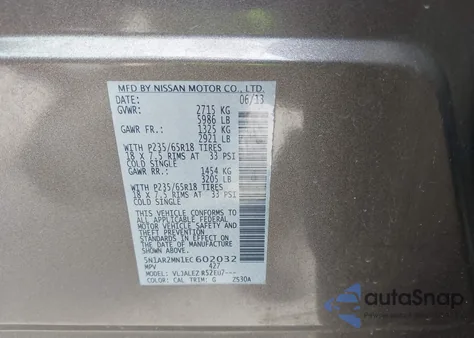 MFD BY NISSAN MOTOR CO., LTD.
DATE: 06/13
GVWR: 2715 KG
5986 LB
GAWR FR.: 1325 KG
2921 LB
WITH P235/65R18 TIRES
18 X 7.5 RIMS AT 33 PSI
COLD SINGLE
GAWR RR.: 1454 KG
3205 LB
WITH P235/65R18 TIRES
18 X 7.5 RIMS AT 33 PSI
COLD SINGLE
THIS VEHICLE CONFORMS TO
ALL APPLICABLE FEDERAL
MOTOR VEHICLE SAFETY AND
THEFT PREVENTION STANDARDS
IN EFFECT ON THE DATE OF
MANUFACTURE SHOWN ABOVE.
5N1AR2MN1EC602032
MPV 427
MODEL:
COLOR: CAL TRIM: G 2530A
autoSnap